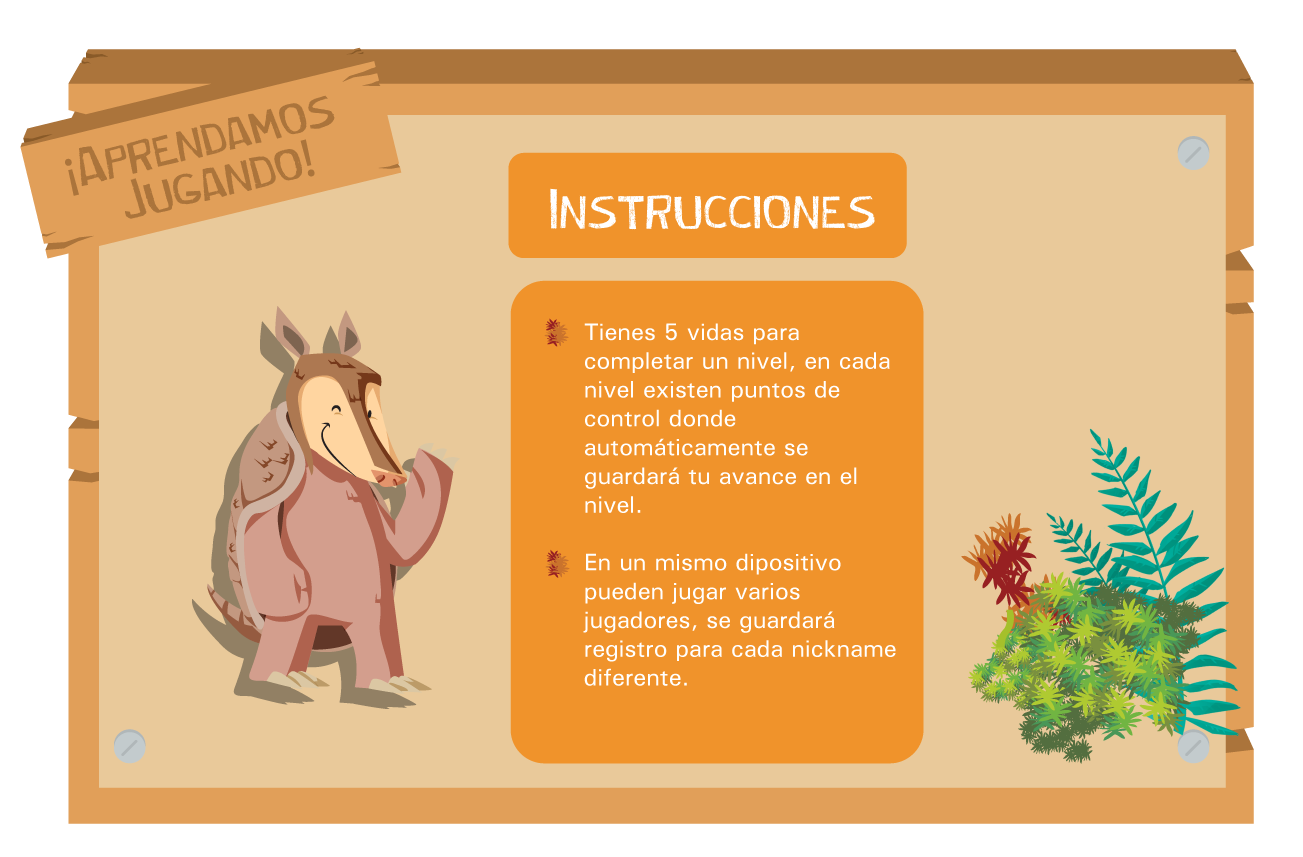 ¡APRENDAMOS
JUGANDO!
INSTRUCCIONES
Tienes 5 vidas para
completar un nivel, en cada
nivel existen puntos de
control donde
automáticamente se
guardará tu avance en el
nivel.
En un mismo dipositivo
pueden jugar varios
jugadores, se guardará
registro para cada nickname
diferente.